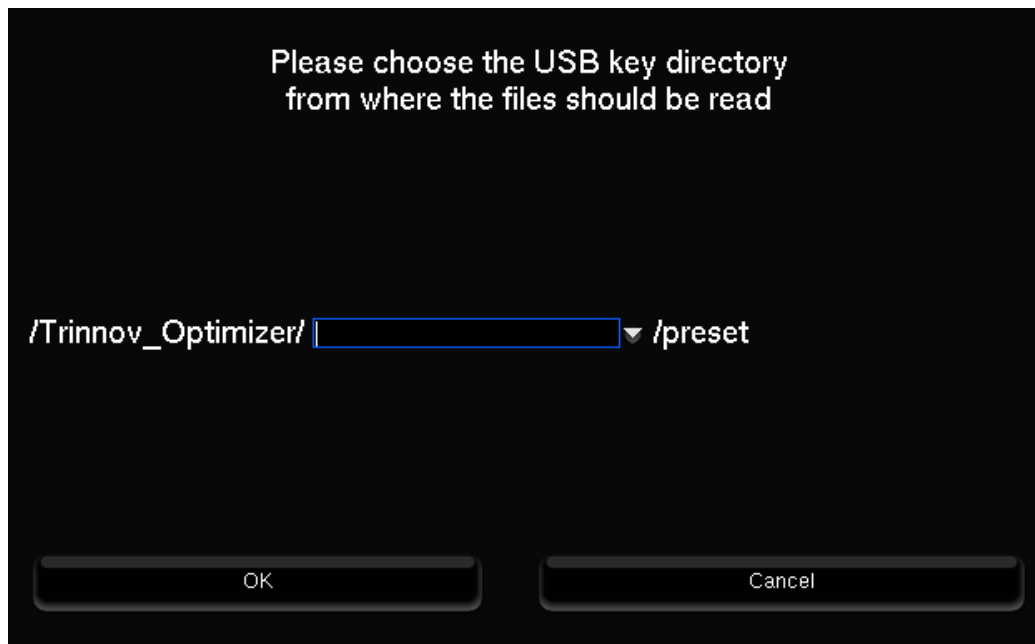 Please choose the USB key directory
from where the files should be read
/Trinnov_Optimizer/ /preset
OK
Cancel